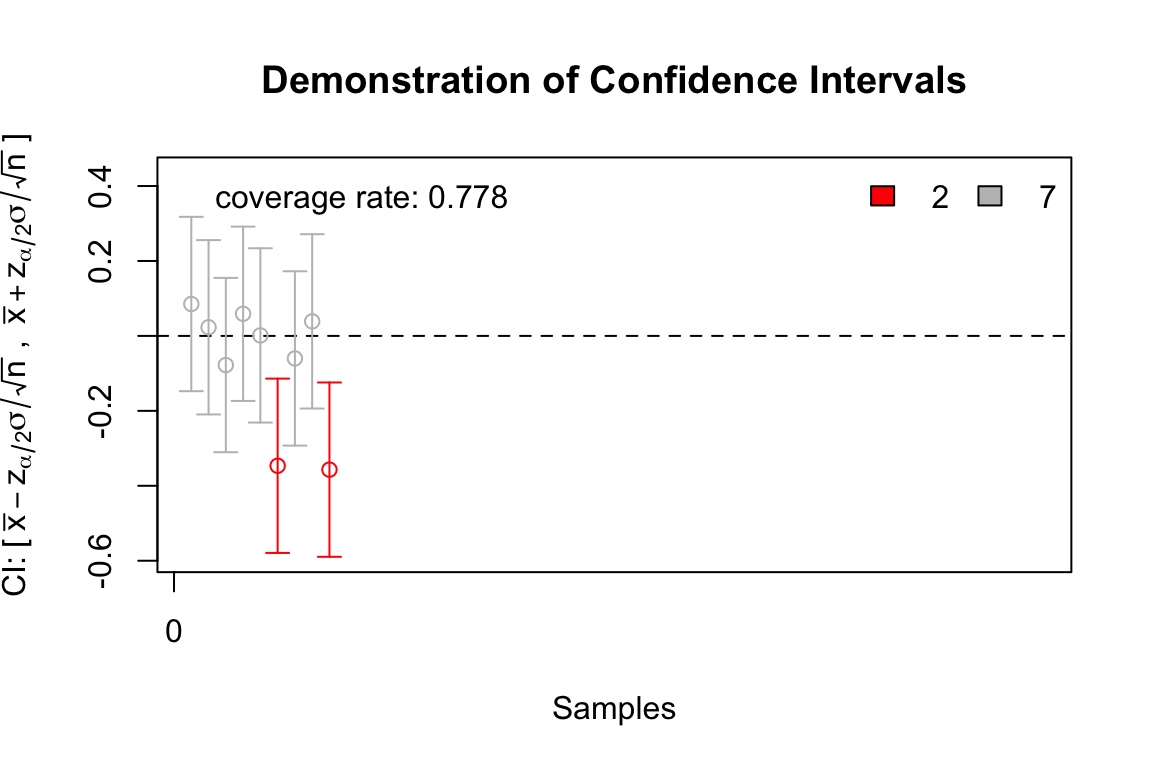 Demonstration of Confidence Intervals
CI: [ x̅ − zα/2σ/√n , x̅ + zα/2σ/√n ]
0.4
0.2
-0.2
-0.6
coverage rate: 0.778
2
7
0
Samples